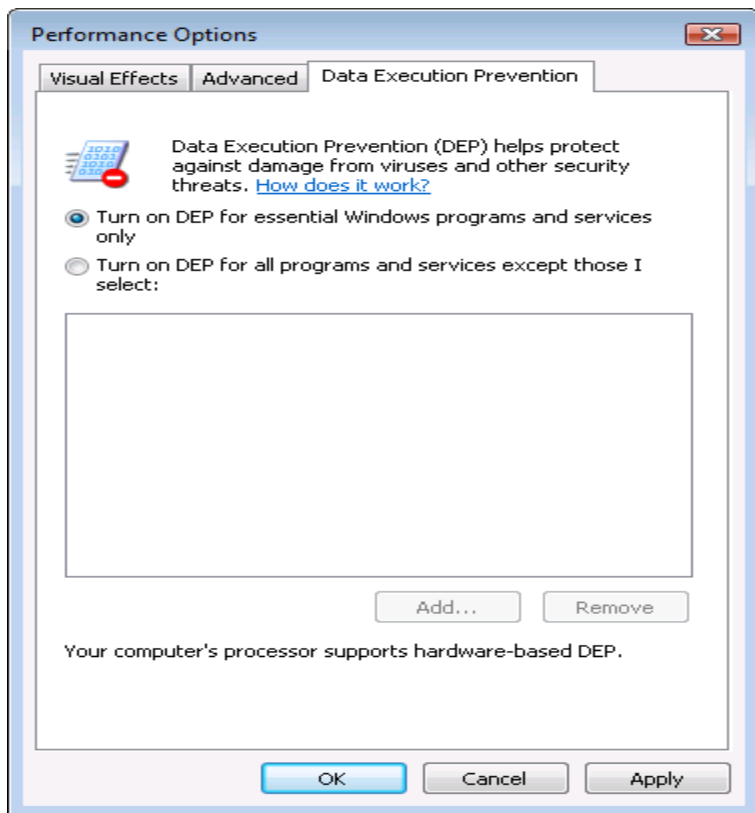 Performance Options
Visual Effects
Advanced
Data Execution Prevention
Data Execution Prevention (DEP) helps protect
against damage from viruses and other security
threats. How does it work?
Turn on DEP for essential Windows programs and services
only
Turn on DEP for all programs and services except those I
select:
Add...
Remove
Your computer's processor supports hardware-based DEP.
OK
Cancel
Apply